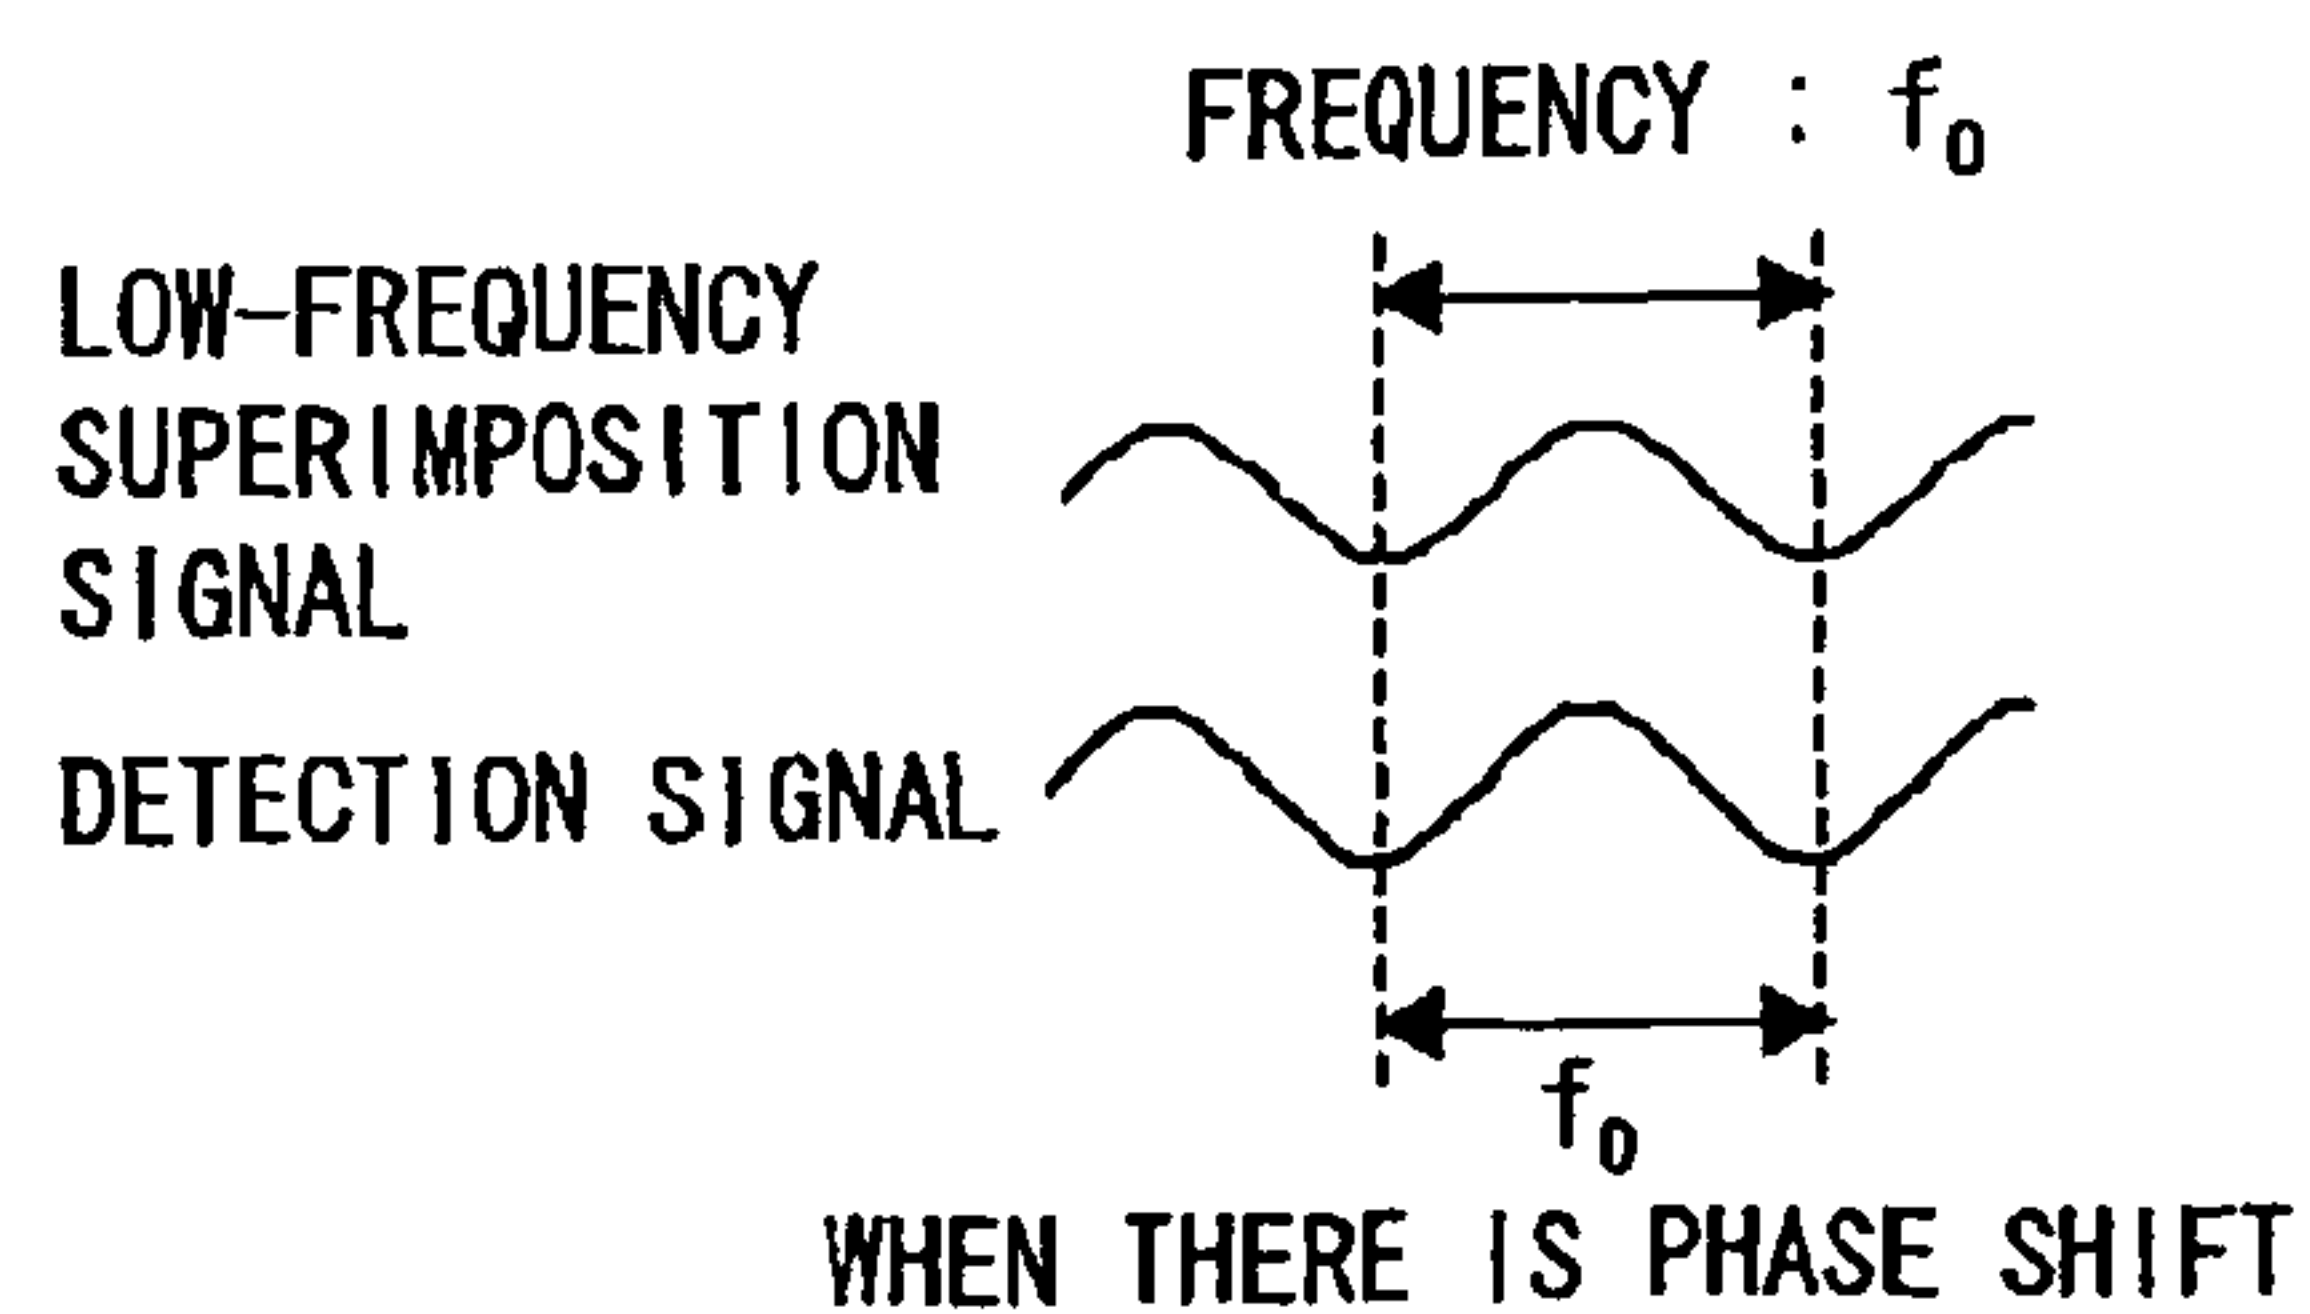 FREQUENCY : f₀
LOW-FREQUENCY
SUPERIMPOSITION
SIGNAL
DETECTION SIGNAL
f₀
WHEN THERE IS PHASE SHIFT